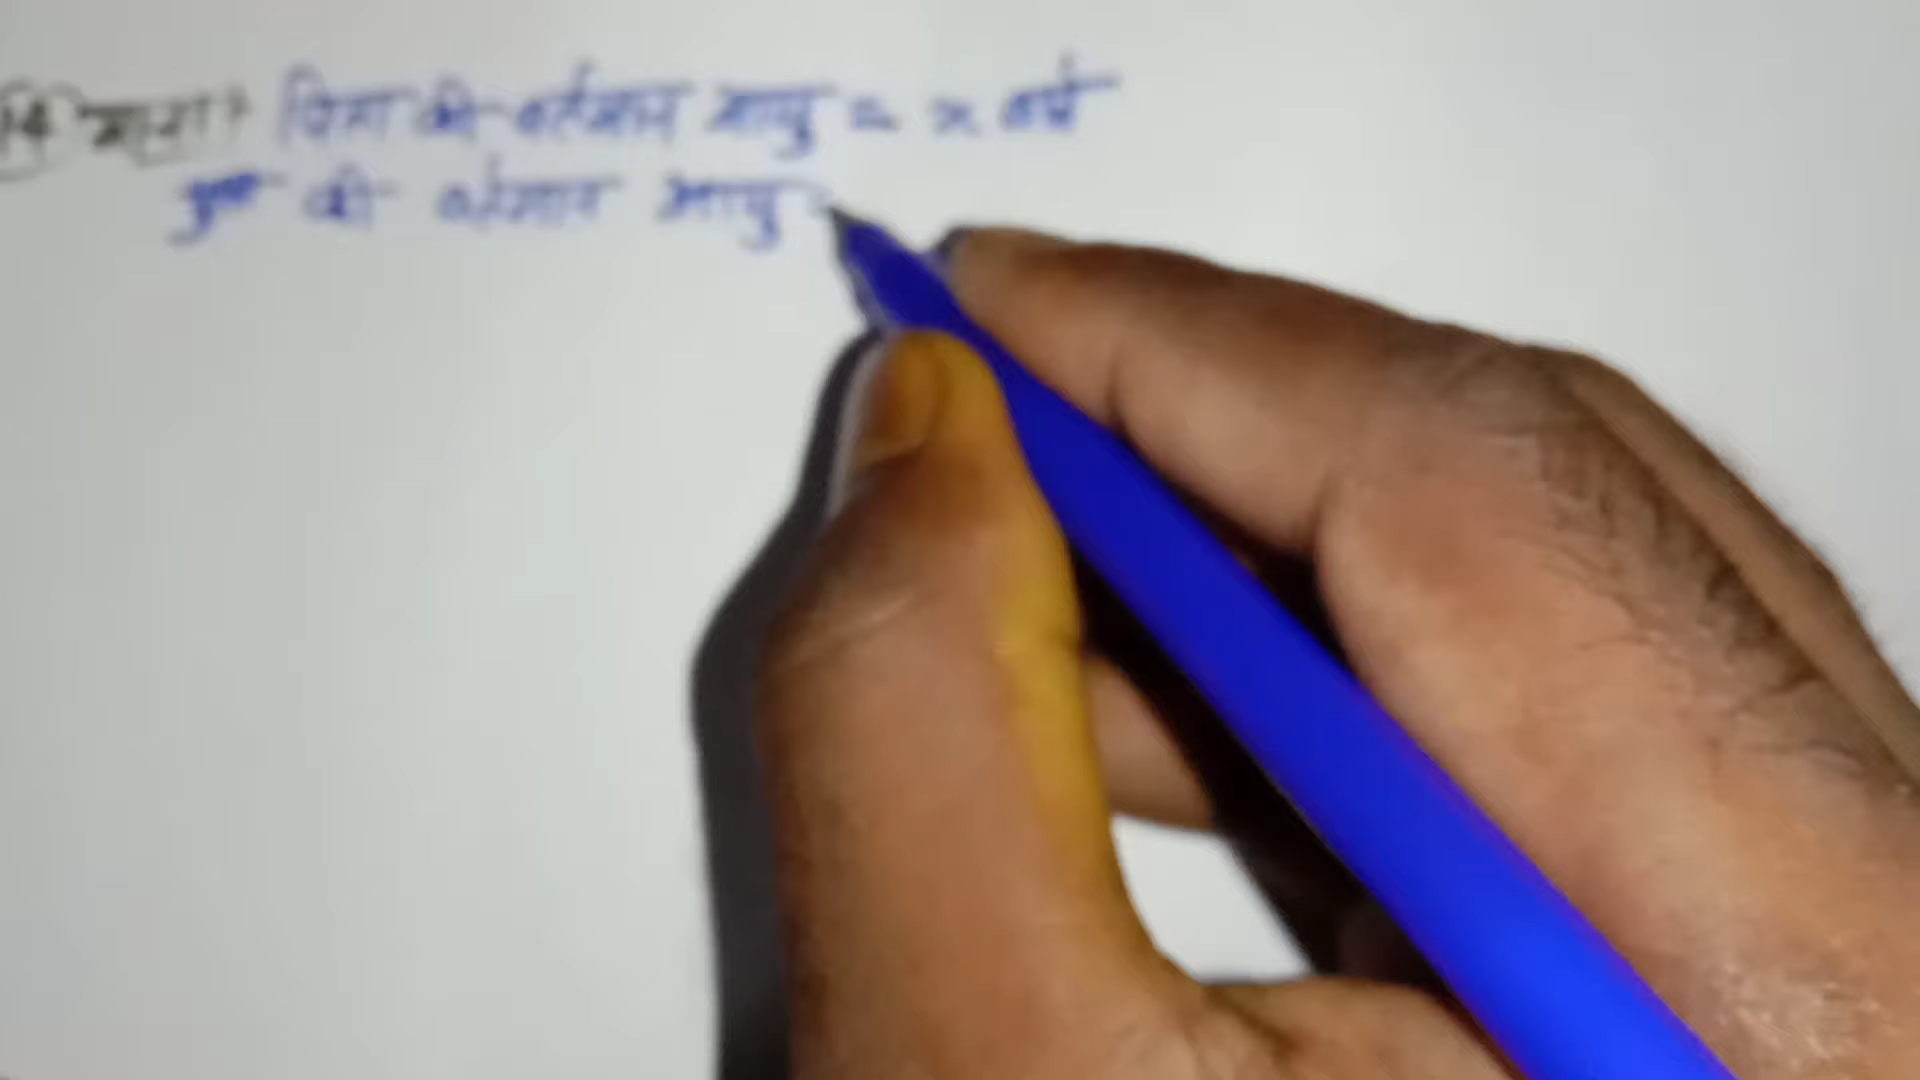 माना पिता की वर्तमान आयु = x वर्ष
पुत्र की वर्तमान आयु